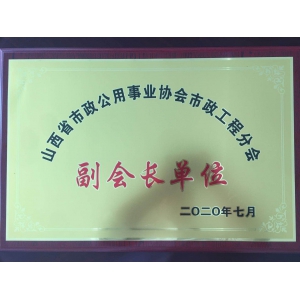 山西省市政公用事业协会市政工程分会
副会长单位
二〇二〇年七月